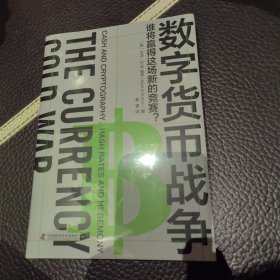 数字货币战争
谁将赢得这场新的竞赛？
CASH AND CRYPTOGRAPHY,
HASH RATES AND HEGEMONY
THE CURRENCY
COLD WAR